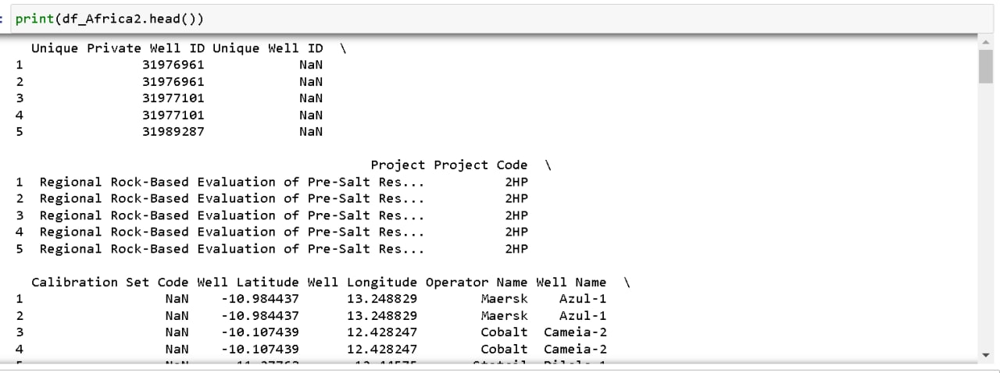 : print(df_Africa2.head())
Unique Private Well ID Unique Well ID \
1 31976961 NaN
2 31976961 NaN
3 31977101 NaN
4 31977101 NaN
5 31989287 NaN
Project Project Code \
1 Regional Rock-Based Evaluation of Pre-Salt Res... 2HP
2 Regional Rock-Based Evaluation of Pre-Salt Res... 2HP
3 Regional Rock-Based Evaluation of Pre-Salt Res... 2HP
4 Regional Rock-Based Evaluation of Pre-Salt Res... 2HP
5 Regional Rock-Based Evaluation of Pre-Salt Res... 2HP
Calibration Set Code Well Latitude Well Longitude Operator Name Well Name \
1 NaN -10.984437 13.248829 Maersk Azul-1
2 NaN -10.984437 13.248829 Maersk Azul-1
3 NaN -10.107439 12.428247 Cobalt Cameia-2
4 NaN -10.107439 12.428247 Cobalt Cameia-2